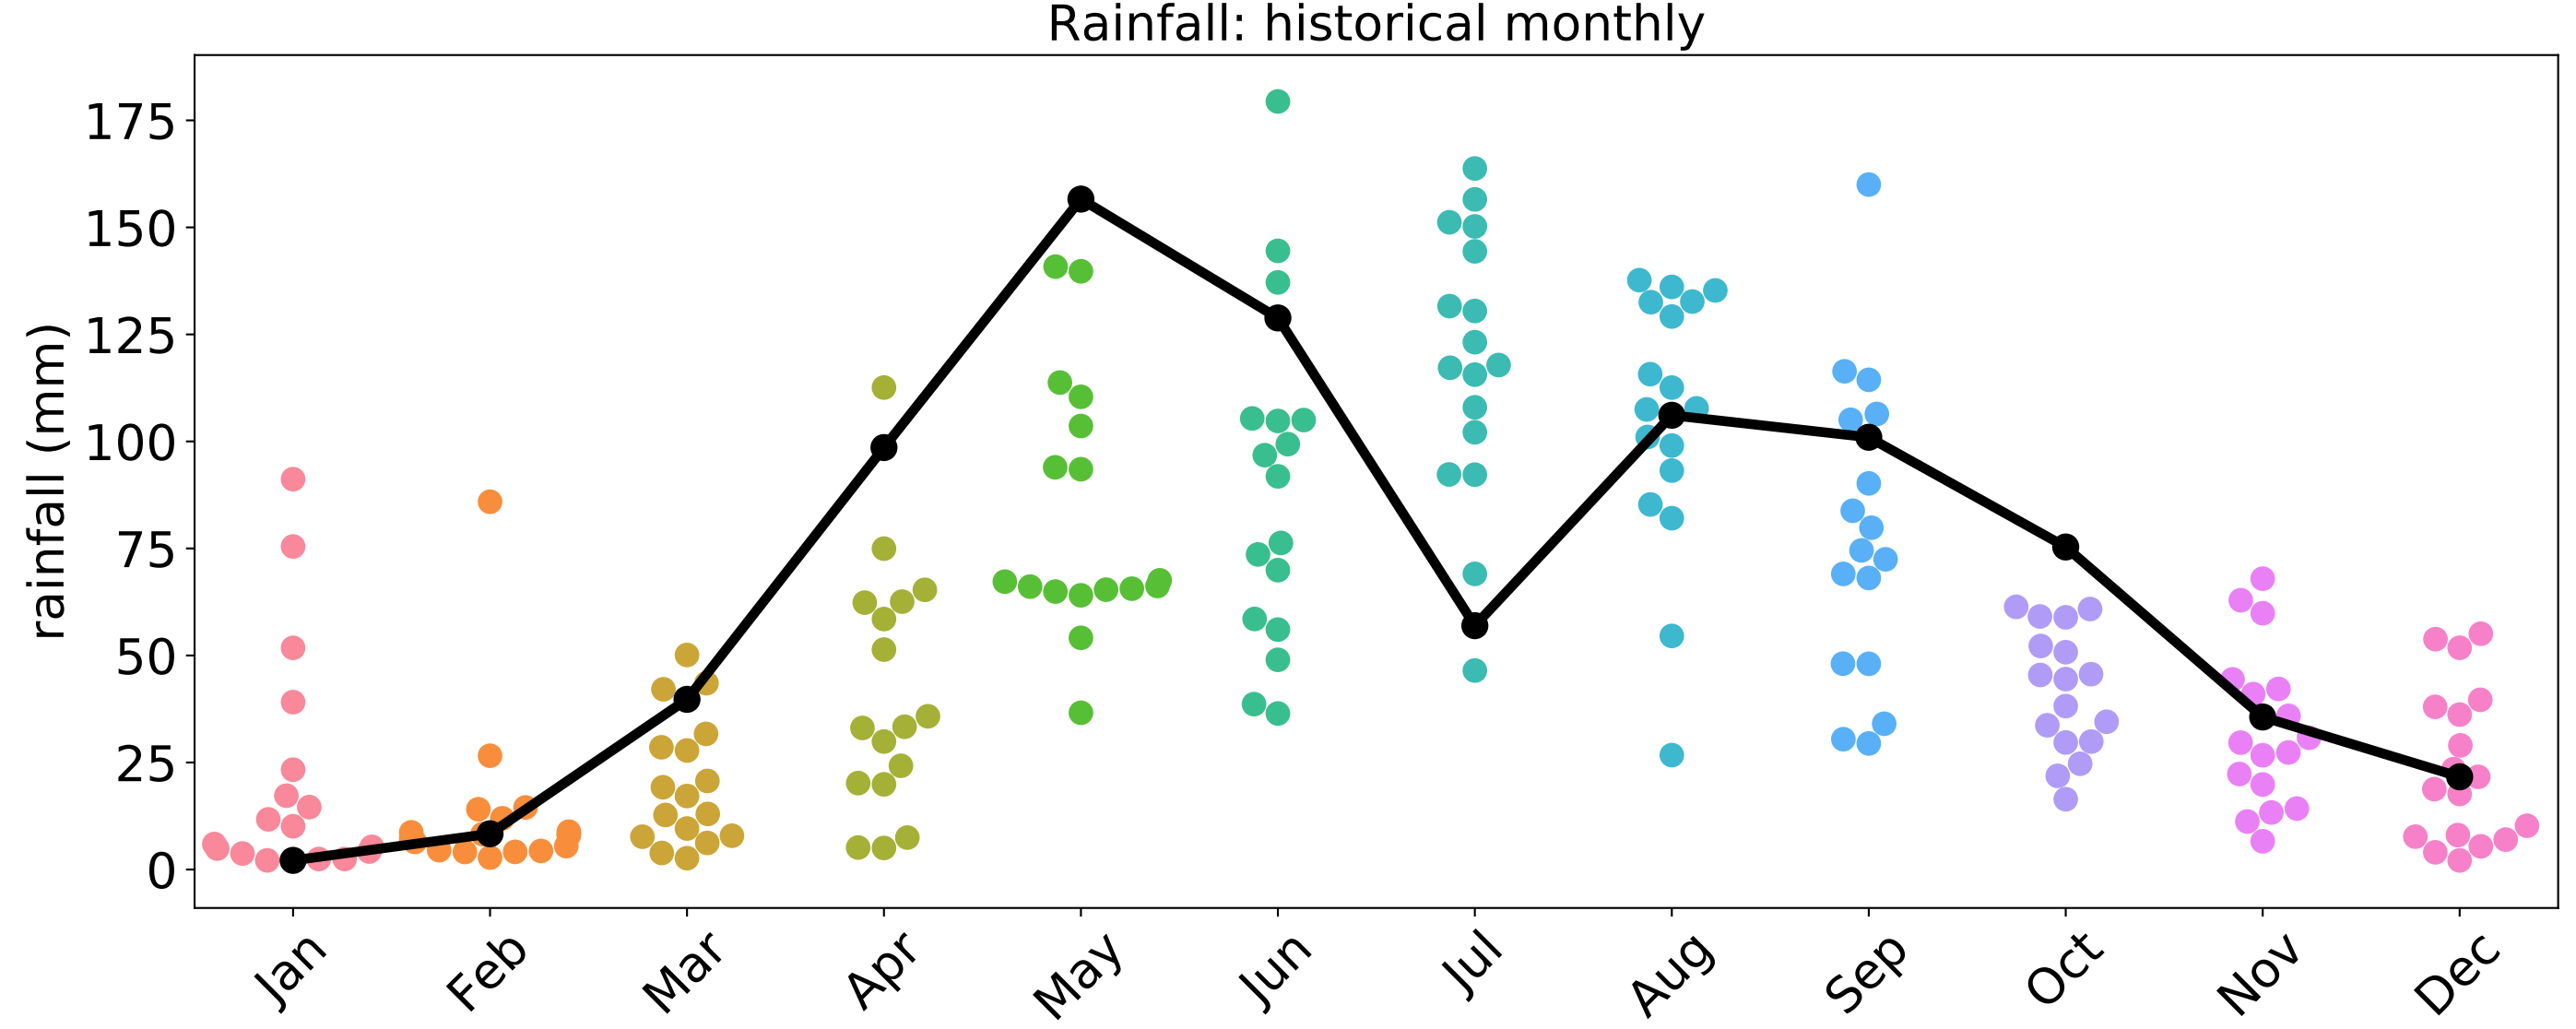 Rainfall: historical monthly
rainfall (mm)
175
150
125
100
75
50
25
0
Jan
Feb
Mar
Apr
May
Jun
Jul
Aug
Sep
Oct
Nov
Dec